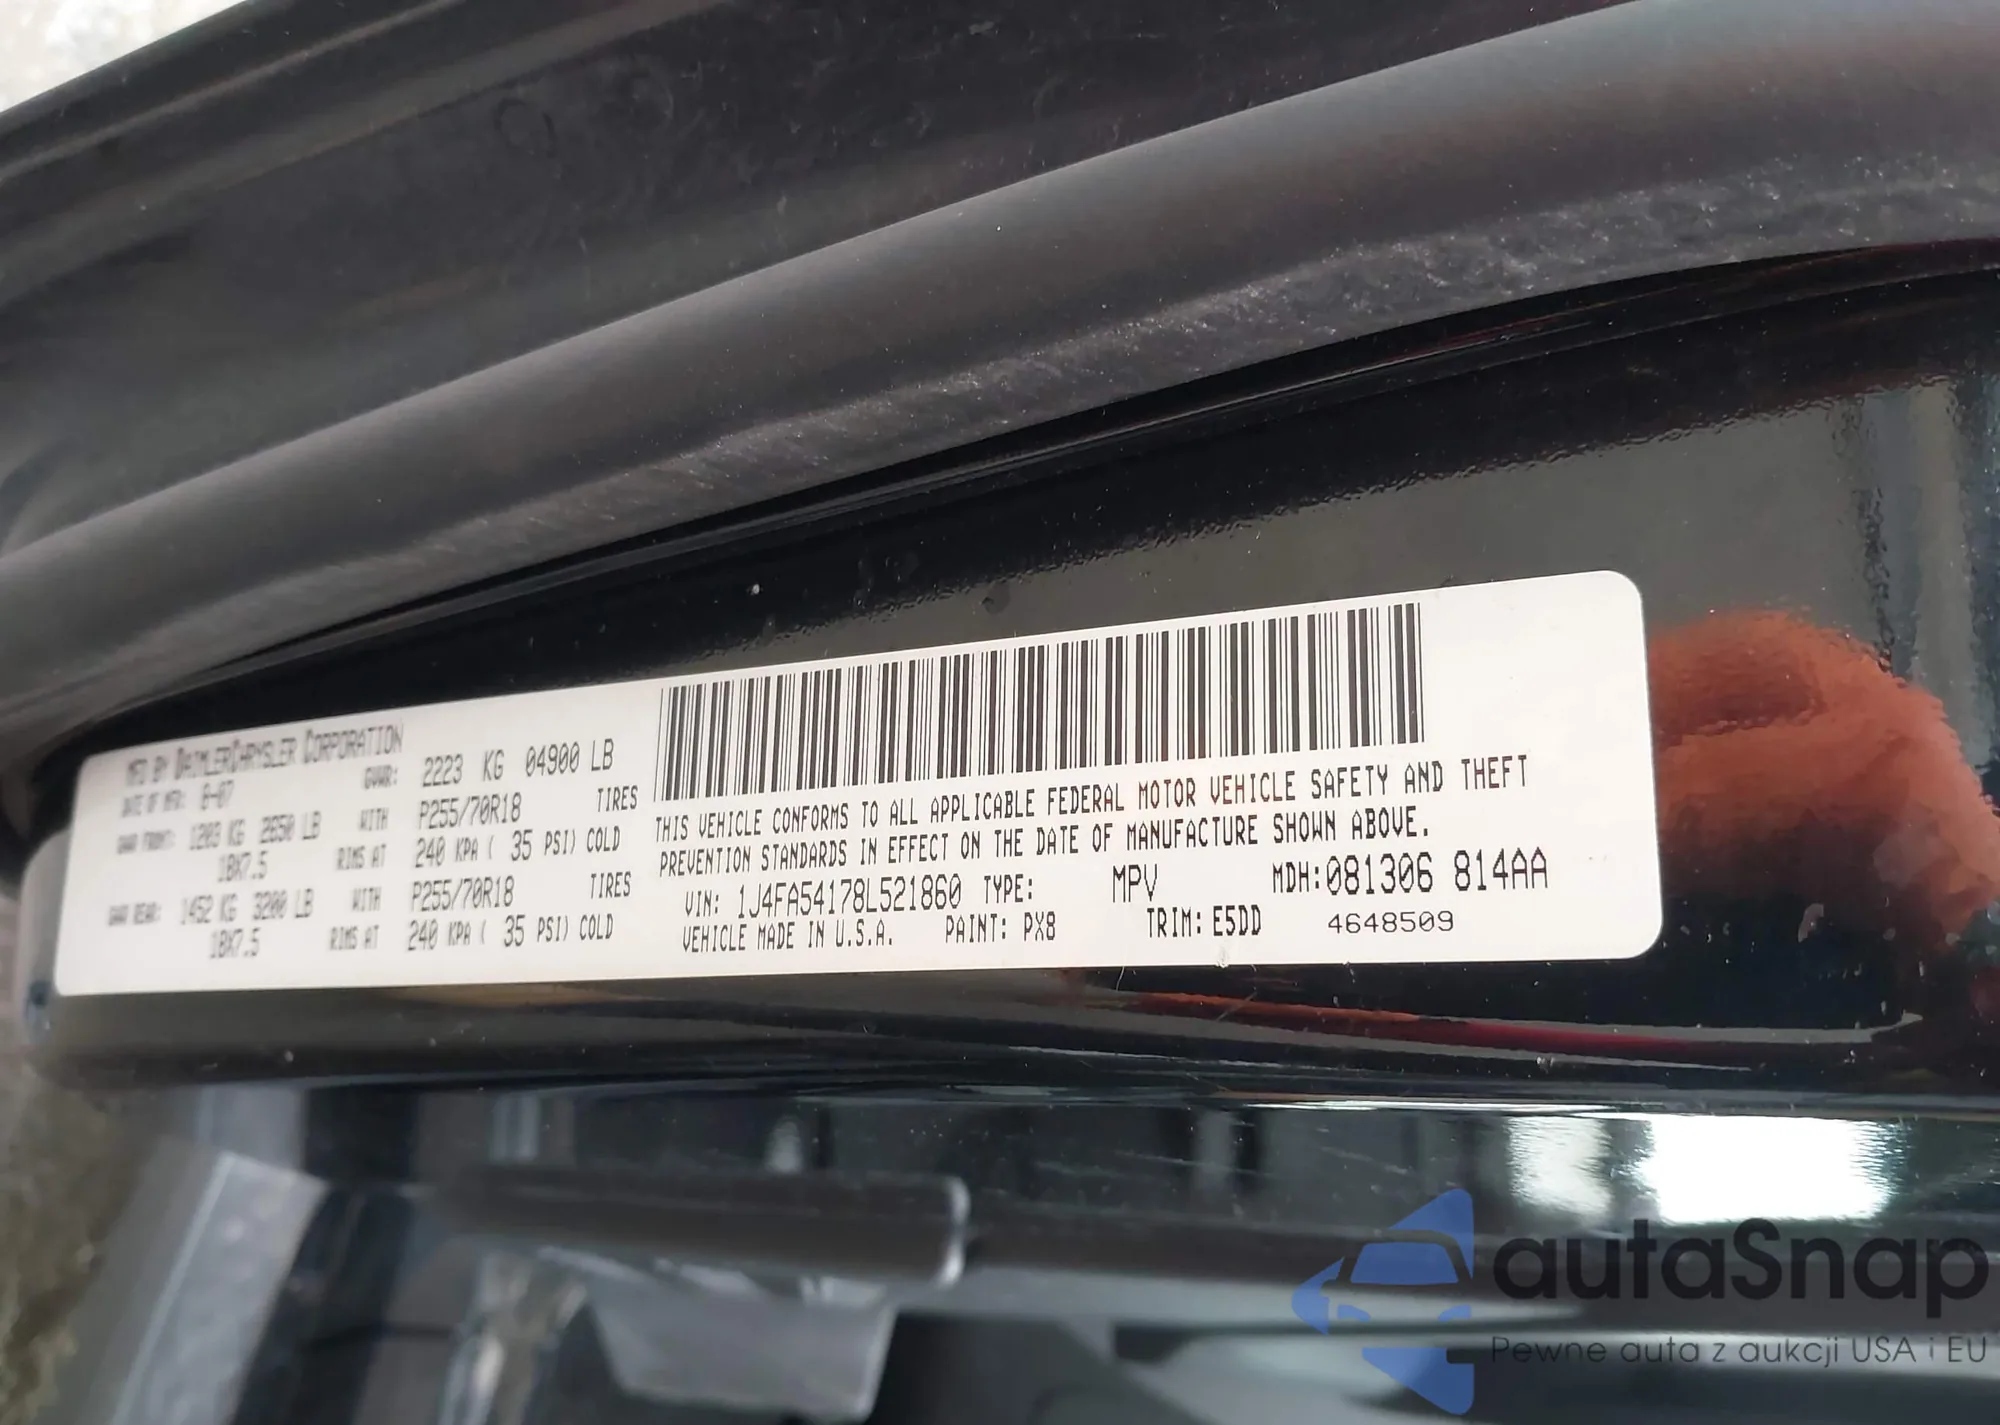 MFD BY DAIMLERCHRYSLER CORPORATION
DATE OF MFR: 8-07 GVWR: 2223 KG 04900 LB
GAWR FRONT: 1203 KG 2650 LB WITH P255/70R18 TIRES
18X7.5 RIMS AT 240 KPA ( 35 PSI) COLD
GAWR REAR: 1452 KG 3200 LB WITH P255/70R18 TIRES
18X7.5 RIMS AT 240 KPA ( 35 PSI) COLD
THIS VEHICLE CONFORMS TO ALL APPLICABLE FEDERAL MOTOR VEHICLE SAFETY AND THEFT
PREVENTION STANDARDS IN EFFECT ON THE DATE OF MANUFACTURE SHOWN ABOVE.
VIN: 1J4FA54178L521860 TYPE: MPV MDH:081306 814AA
VEHICLE MADE IN U.S.A. PAINT: PX8 TRIM: E5DD 4648509
autaSnap
Pewne auta z aukcji USA i EU